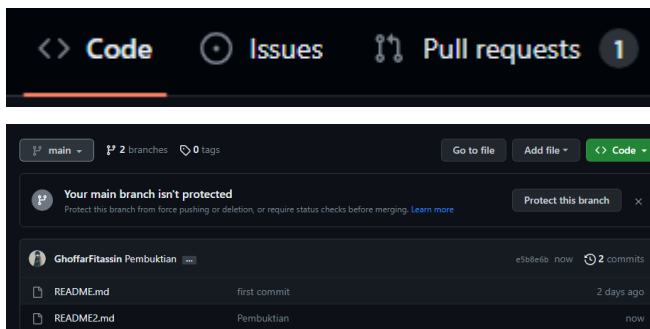 <> Code Issues Pull requests 1
main 2 branches 0 tags Go to file Add file <> Code
Your main branch isn't protected
Protect this branch from force pushing or deletion, or require status checks before merging. Learn more
Protect this branch
GhoffarFitassin Pembuktian ... e5b8e6b now 2 commits
README.md first commit 2 days ago
README2.md Pembuktian now